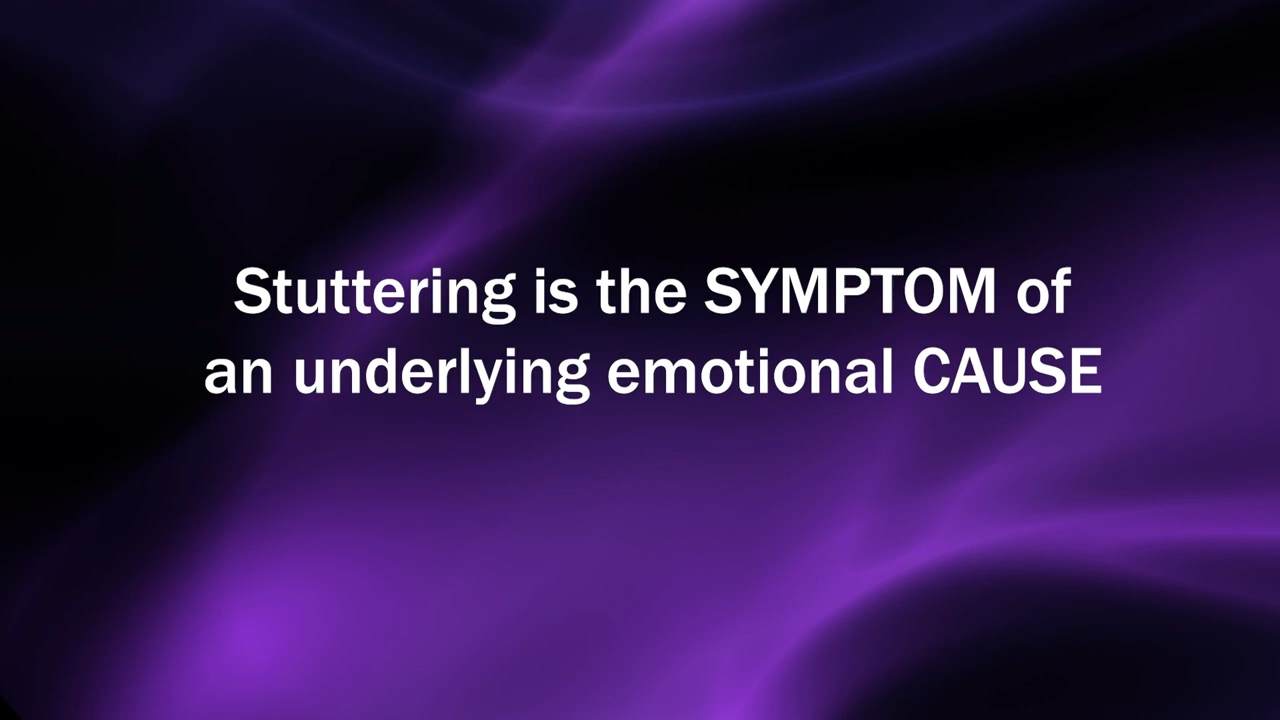 Stuttering is the SYMPTOM of
an underlying emotional CAUSE